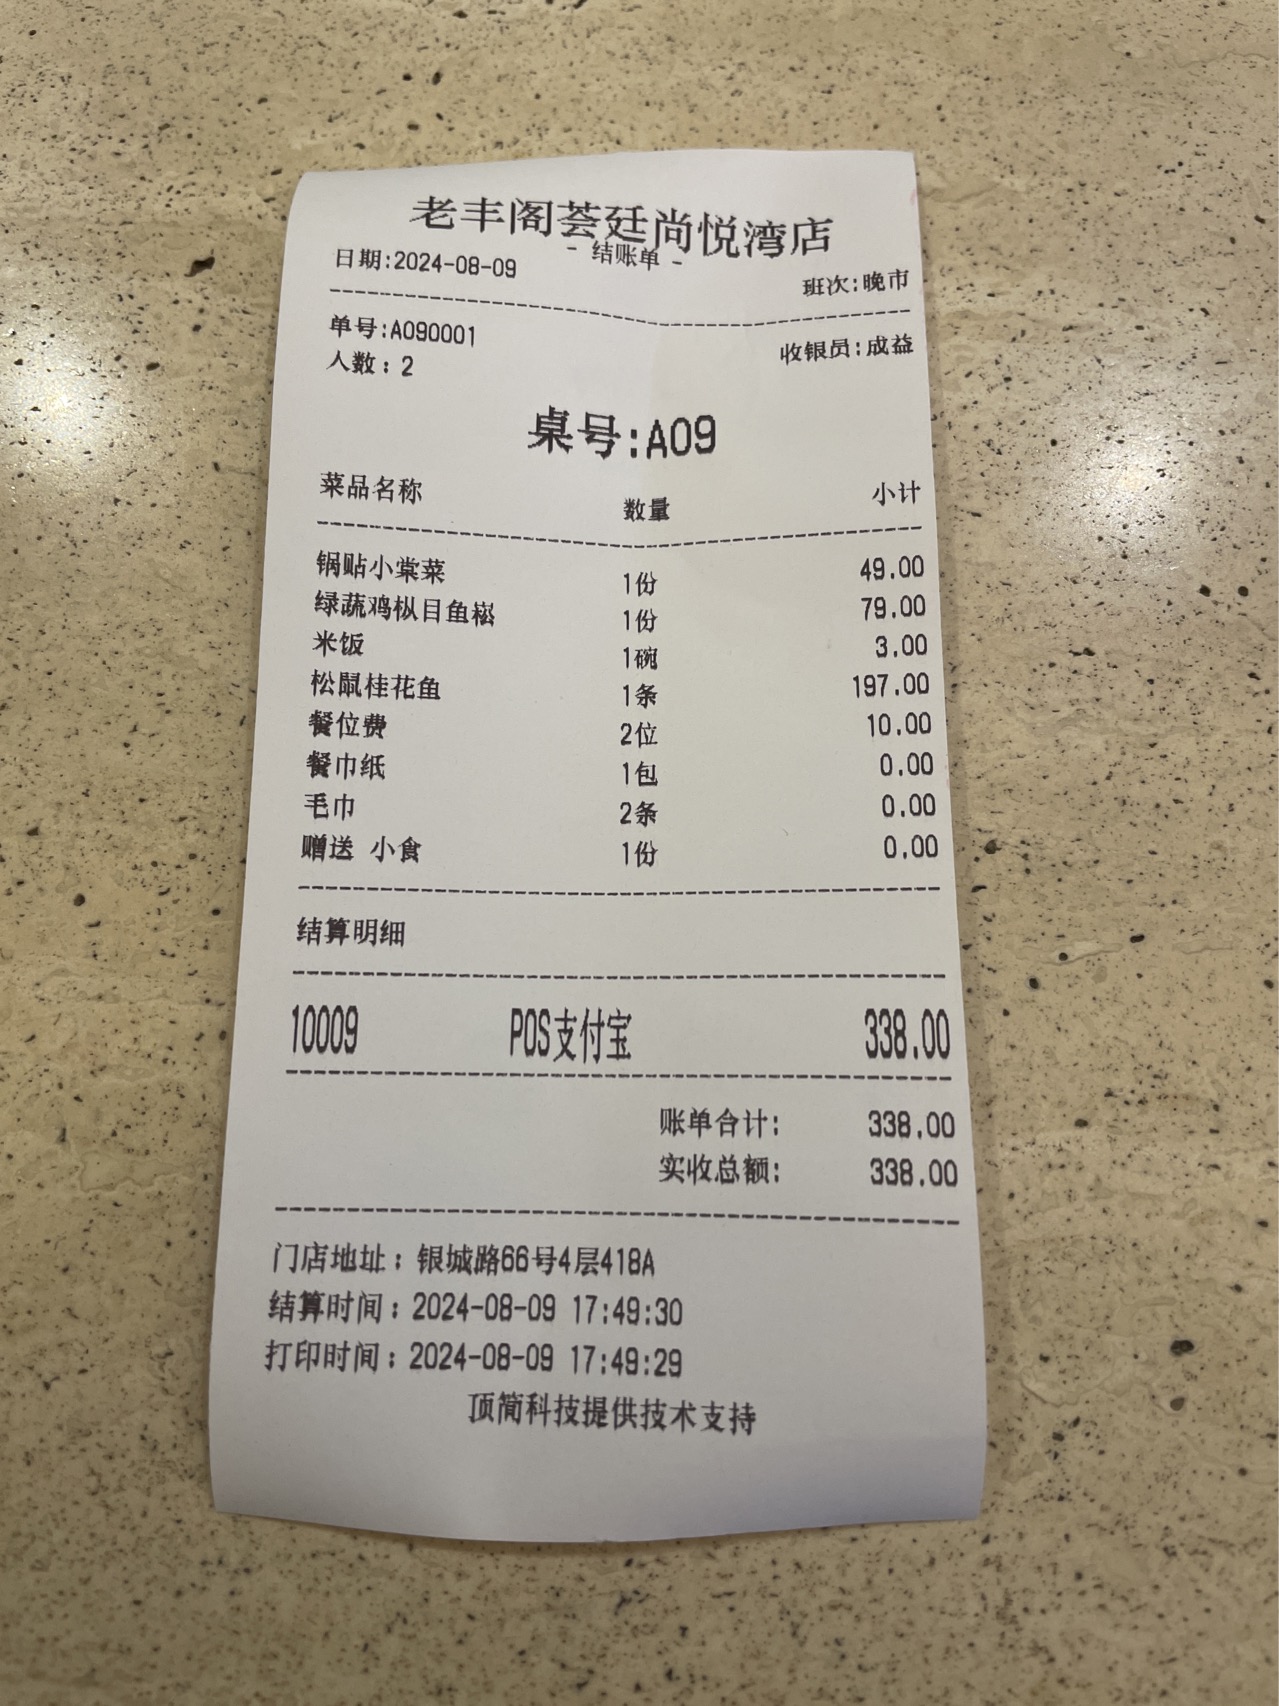 老丰阁荟廷尚悦湾店
- 结账单 -
日期:2024-08-09 班次:晚市
单号:A090001 收银员:成益
人数:2
桌号:A09
菜品名称 数量 小计
锅贴小棠菜 1份 49.00
绿蔬鸡枞目鱼崧 1份 79.00
米饭 1碗 3.00
松鼠桂花鱼 1条 197.00
餐位费 2位 10.00
餐巾纸 1包 0.00
毛巾 2条 0.00
赠送 小食 1份 0.00
结算明细
10009 POS支付宝 338.00
账单合计: 338.00
实收总额: 338.00
门店地址:银城路66号4层418A
结算时间:2024-08-09 17:49:30
打印时间:2024-08-09 17:49:29
顶简科技提供技术支持